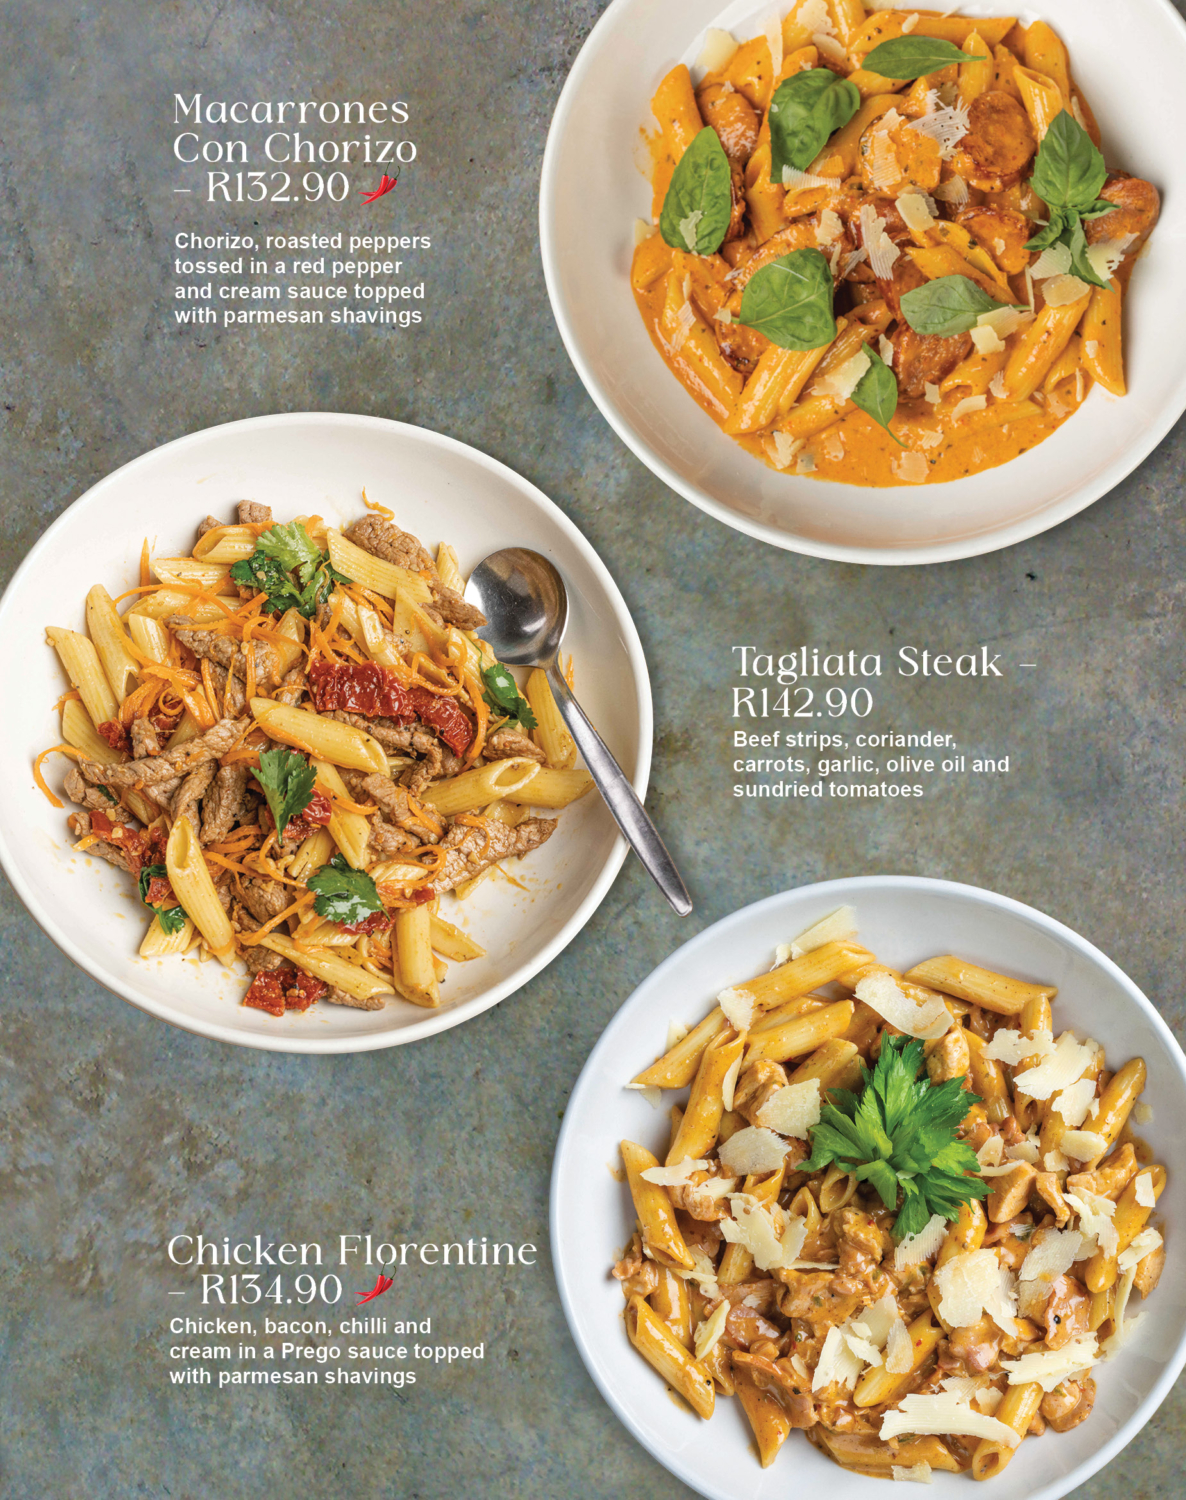 Macarrones
Con Chorizo
– R132.90
Chorizo, roasted peppers
tossed in a red pepper
and cream sauce topped
with parmesan shavings
Tagliata Steak –
R142.90
Beef strips, coriander,
carrots, garlic, olive oil and
sundried tomatoes
Chicken Florentine
– R134.90
Chicken, bacon, chilli and
cream in a Prego sauce topped
with parmesan shavings